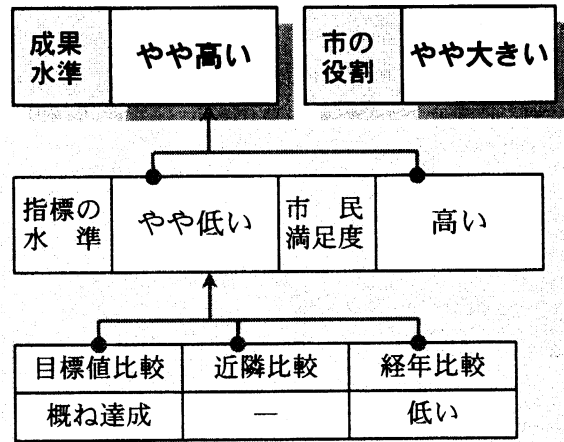 成果
水準
やや高い
市の
役割
やや大きい
指標の
水準
やや低い
市民
満足度
高い
目標値比較
近隣比較
経年比較
概ね達成
―
低い